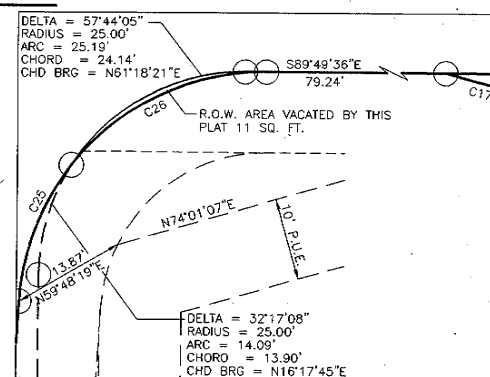 DELTA = 57°44'05"
RADIUS = 25.00'
ARC = 25.19'
CHORD = 24.14'
CHD BRG = N61°18'21"E
S89°49'36"E
79.24'
C17
C26
R.O.W. AREA VACATED BY THIS
PLAT 11 SQ. FT.
C25
N74°01'07"E
10' P.U.E.
13.87'
N59°48'19"E
DELTA = 32°17'08"
RADIUS = 25.00'
ARC = 14.09'
CHORO = 13.90'
CHD BRG = N16°17'45"E